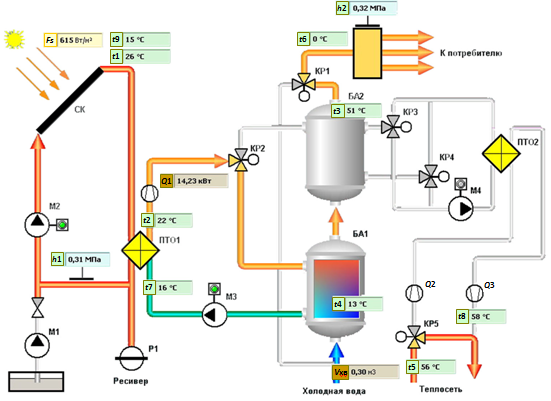 h2 0,32 МПа
Fs 615 Вт/м²
t9 15 °C
t6 0 °C
t1 26 °C
К потребителю
КР1
СК
БА2
t3 51 °C
КР3
ПТО2
КР2
КР4
Q1 14,23 кВт
М4
М2
t2 22 °C
ПТО1
БА1
h1 0,31 МПа
t7 16 °C
Q2
Q3
М3
t4 13 °C
t8 58 °C
М1
КР5
Р1
Vхв 0,30 м3
t5 56 °C
Ресивер
Холодная вода
Теплосеть